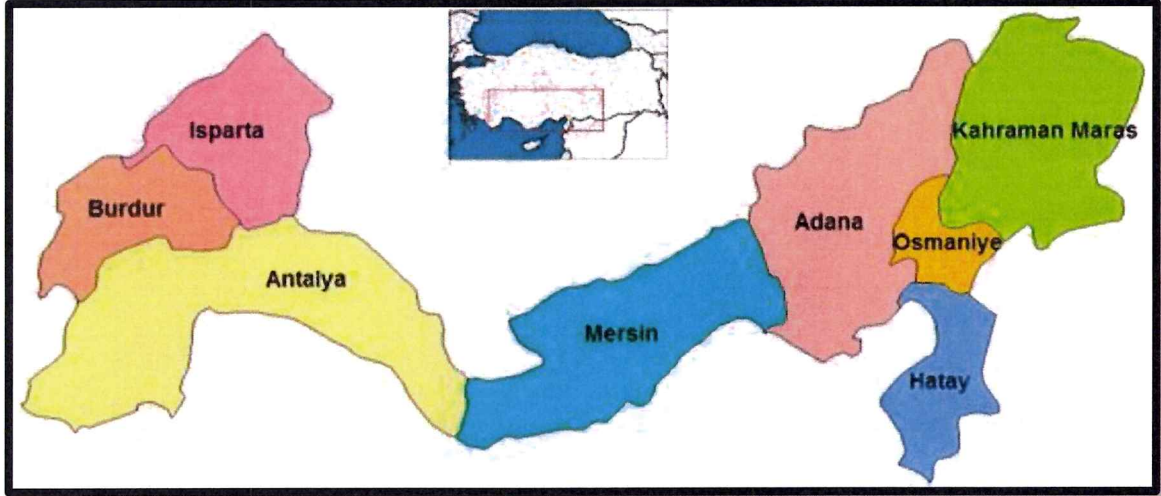 Isparta
Kahraman Maras
Burdur
Adana
Osmaniye
Antalya
Mersin
Hatay